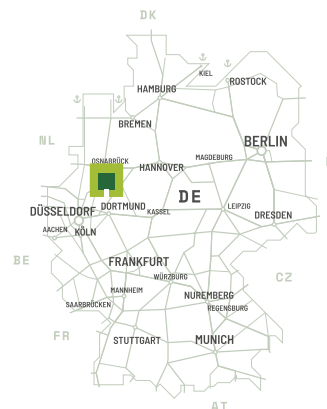 DK
KIEL
ROSTOCK
HAMBURG
BREMEN
NL
BERLIN
OSNABRÜCK
MAGDEBURG
HANNOVER
DE
DORTMUND
LEIPZIG
DÜSSELDORF
KASSEL
DRESDEN
AACHEN
KÖLN
BE
FRANKFURT
CZ
WÜRZBURG
MANNHEIM
NUREMBERG
SAARBRÜCKEN
REGENSBURG
FR
STUTTGART
MUNICH
AT